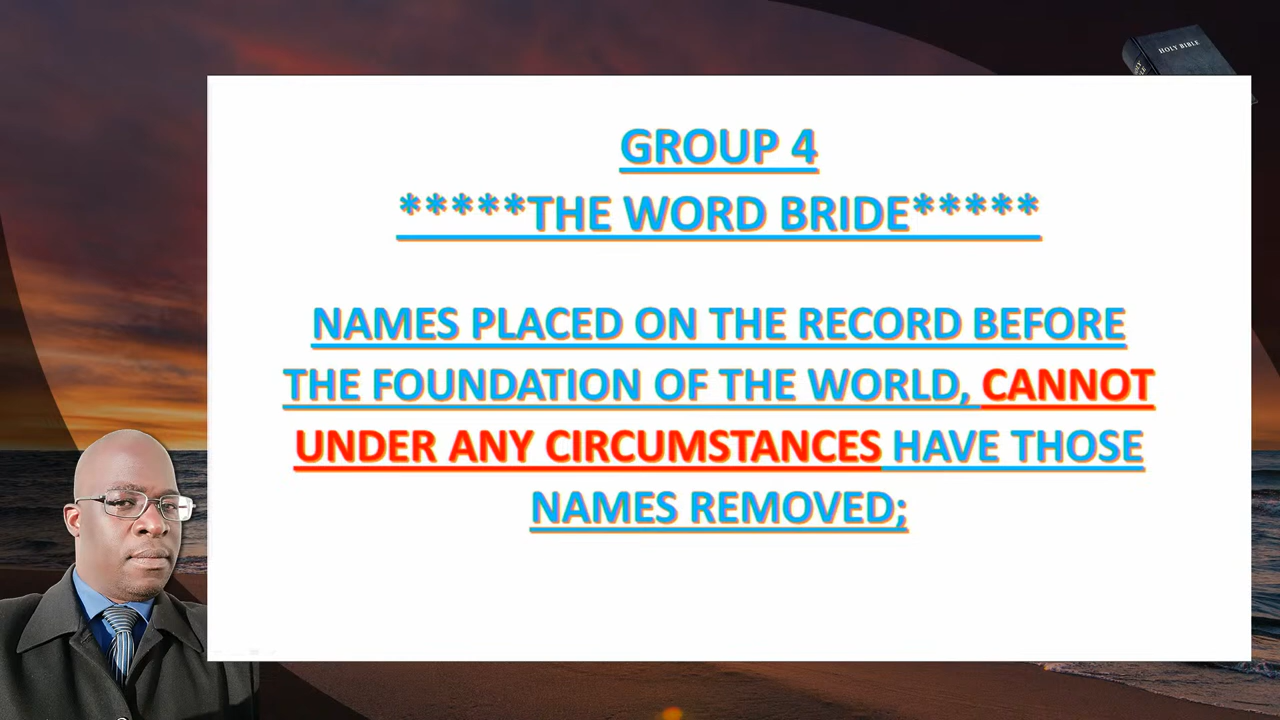 HOLY BIBLE
GROUP 4
*****THE WORD BRIDE*****
NAMES PLACED ON THE RECORD BEFORE
THE FOUNDATION OF THE WORLD, CANNOT
UNDER ANY CIRCUMSTANCES HAVE THOSE
NAMES REMOVED;